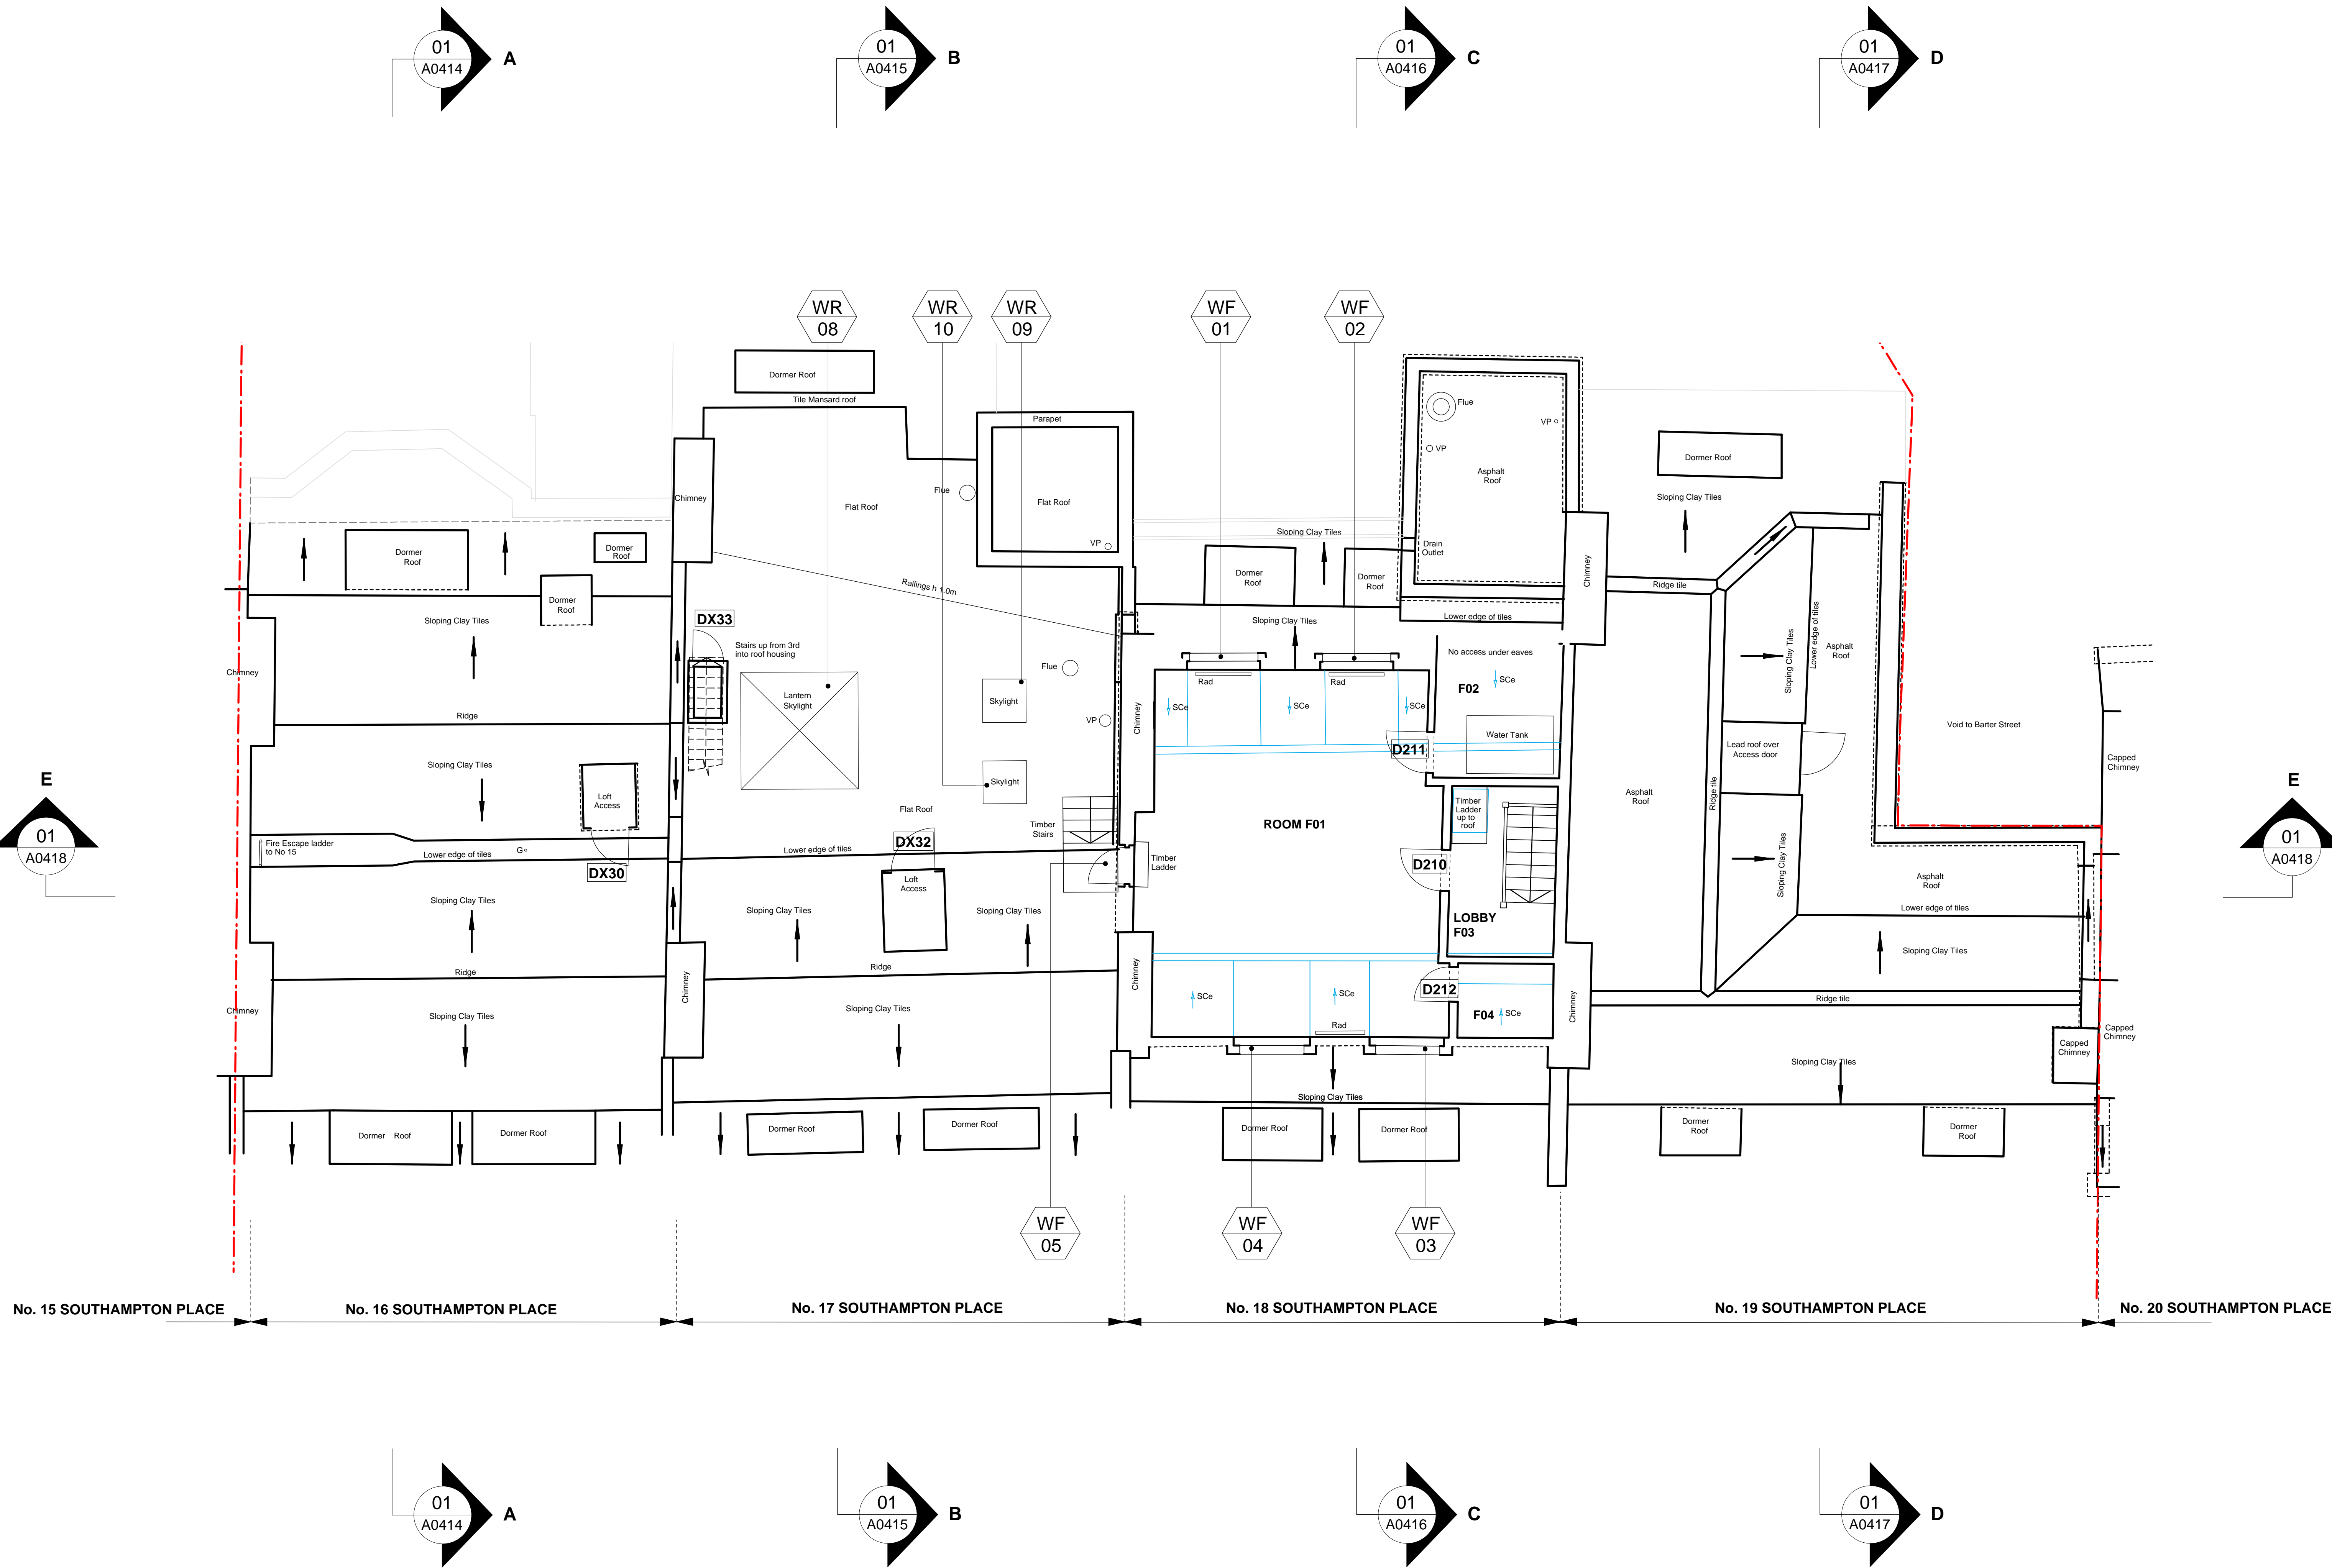 01
A0414
A
01
A0415
B
01
A0416
C
01
A0417
D
WR
08
WR
10
WR
09
WF
01
WF
02
Dormer Roof
Tile Mansard roof
Parapet
Flue
VP
VP
Asphalt
Roof
Drain
Outlet
Dormer Roof
Sloping Clay Tiles
Chimney
Flue
Flat Roof
Flat Roof
VP
Railings h 1.0m
Sloping Clay Tiles
Dormer
Roof
Dormer
Roof
Chimney
Dormer
Roof
Dormer
Roof
Dormer
Roof
Sloping Clay Tiles
DX33
Stairs up from 3rd
into roof housing
Lantern
Skylight
Flue
Skylight
VP
Skylight
Sloping Clay Tiles
Lower edge of tiles
No access under eaves
Rad
Rad
F02
SCe
SCe
SCe
SCe
Water Tank
D211
Ridge tile
Sloping Clay Tiles
Lower edge of tiles
Asphalt
Roof
Void to Barter Street
Lead roof over
Access door
Capped
Chimney
Chimney
Ridge
Sloping Clay Tiles
Loft
Access
Flat Roof
Timber
Stairs
Chimney
ROOM F01
Timber
Ladder
up to
roof
Asphalt
Roof
Ridge tile
Sloping Clay Tiles
E
01
A0418
E
01
A0418
Fire Escape ladder
to No 15
Lower edge of tiles
G
DX30
Lower edge of tiles
DX32
Loft
Access
Timber
Ladder
D210
LOBBY
F03
Asphalt
Roof
Lower edge of tiles
Sloping Clay Tiles
Sloping Clay Tiles
Sloping Clay Tiles
Sloping Clay Tiles
Ridge
Ridge
Chimney
Chimney
Chimney
Sloping Clay Tiles
Sloping Clay Tiles
SCe
SCe
Rad
D212
F04
SCe
Chimney
Ridge tile
Capped
Chimney
Capped
Chimney
Sloping Clay Tiles
Sloping Clay Tiles
Dormer Roof
Dormer Roof
Dormer Roof
Dormer Roof
Dormer Roof
Dormer Roof
Dormer
Roof
Dormer
Roof
WF
05
WF
04
WF
03
No. 15 SOUTHAMPTON PLACE
No. 16 SOUTHAMPTON PLACE
No. 17 SOUTHAMPTON PLACE
No. 18 SOUTHAMPTON PLACE
No. 19 SOUTHAMPTON PLACE
No. 20 SOUTHAMPTON PLACE
01
A0414
A
01
A0415
B
01
A0416
C
01
A0417
D